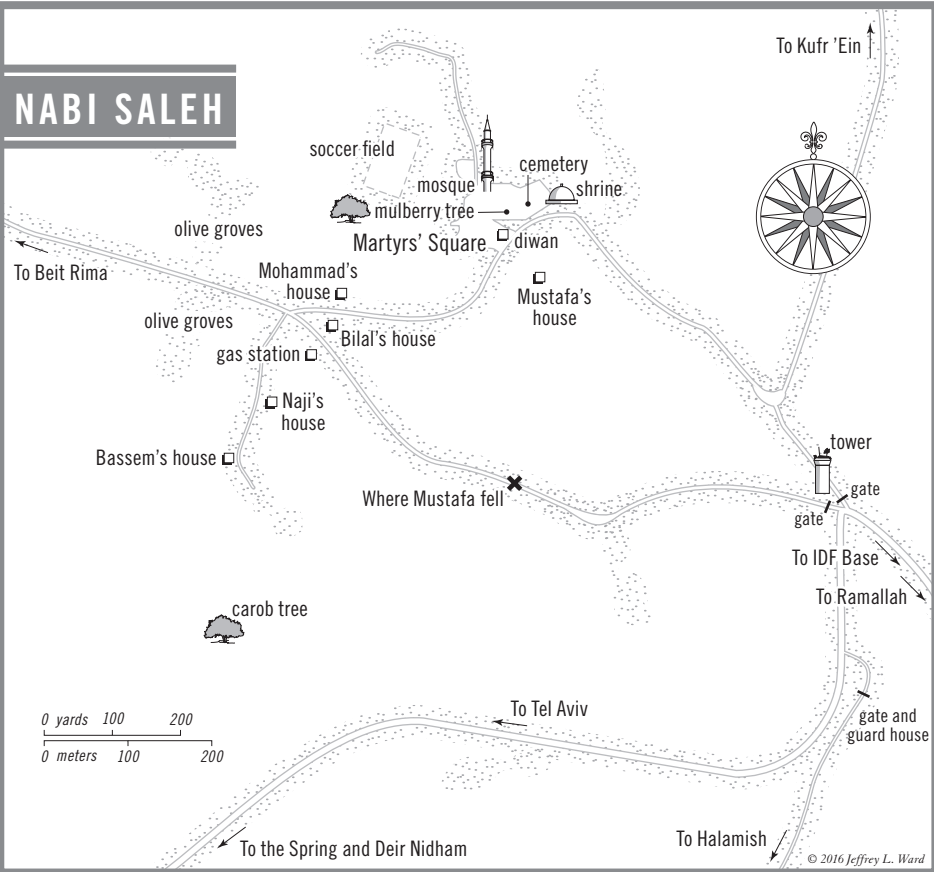 To Kufr ’Ein
NABI SALEH
soccer field
cemetery
mosque
shrine
mulberry tree
olive groves
Martyrs’ Square
diwan
To Beit Rima
Mohammad’s
house
Mustafa’s
house
olive groves
Bilal’s house
gas station
Naji’s
house
Bassem’s house
tower
Where Mustafa fell
gate
gate
To IDF Base
To Ramallah
carob tree
0 yards 100 200
0 meters 100 200
To Tel Aviv
gate and
guard house
To the Spring and Deir Nidham
To Halamish
© 2016 Jeffrey L. Ward